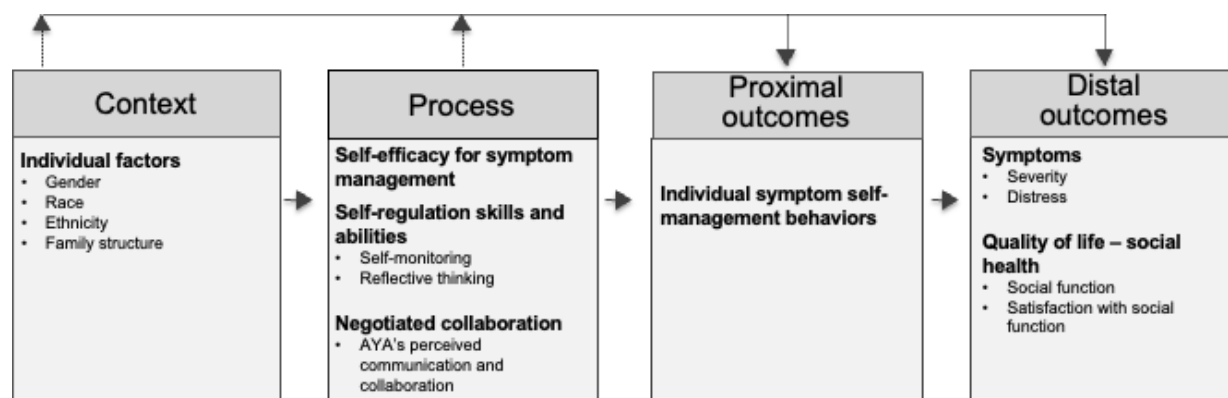 Context
Individual factors
• Gender
• Race
• Ethnicity
• Family structure
Process
Self-efficacy for symptom
management
Self-regulation skills and
abilities
• Self-monitoring
• Reflective thinking
Negotiated collaboration
• AYA's perceived
communication and
collaboration
Proximal
outcomes
Individual symptom self-
management behaviors
Distal
outcomes
Symptoms
• Severity
• Distress
Quality of life – social
health
• Social function
• Satisfaction with social
function